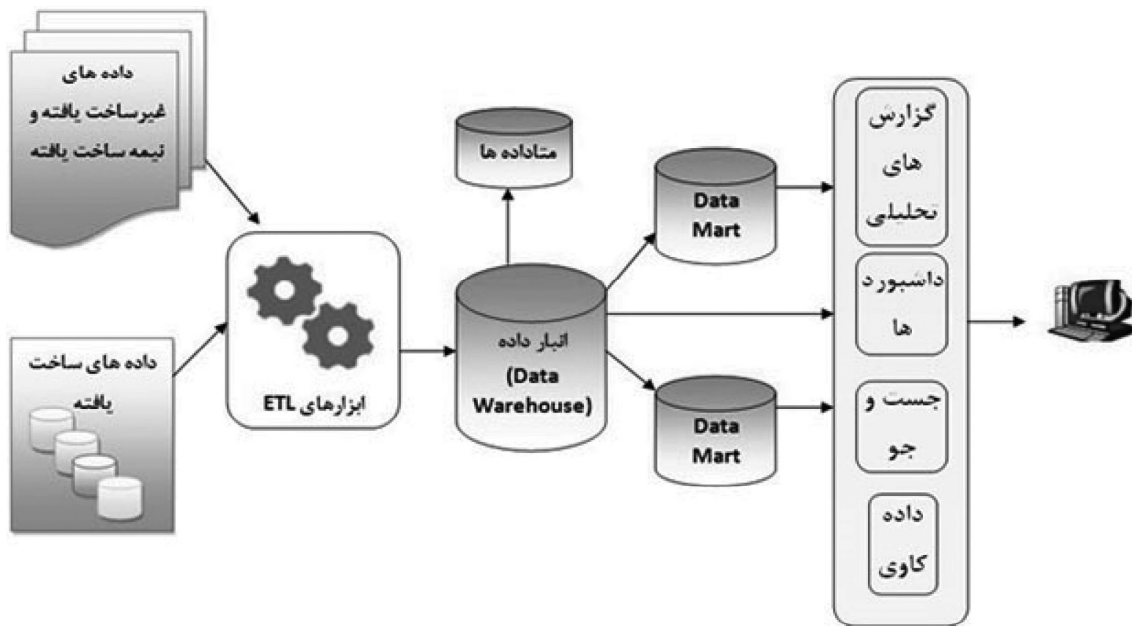 داده های
غیرساخت یافته و
نیمه ساخت یافته
داده های ساخت
یافته
ابزارهای ETL
متاداده ها
انبار داده
(Data
Warehouse)
Data
Mart
Data
Mart
گزارش
های
تحلیلی
داشبورد
ها
جست و
جو
داده
کاوی